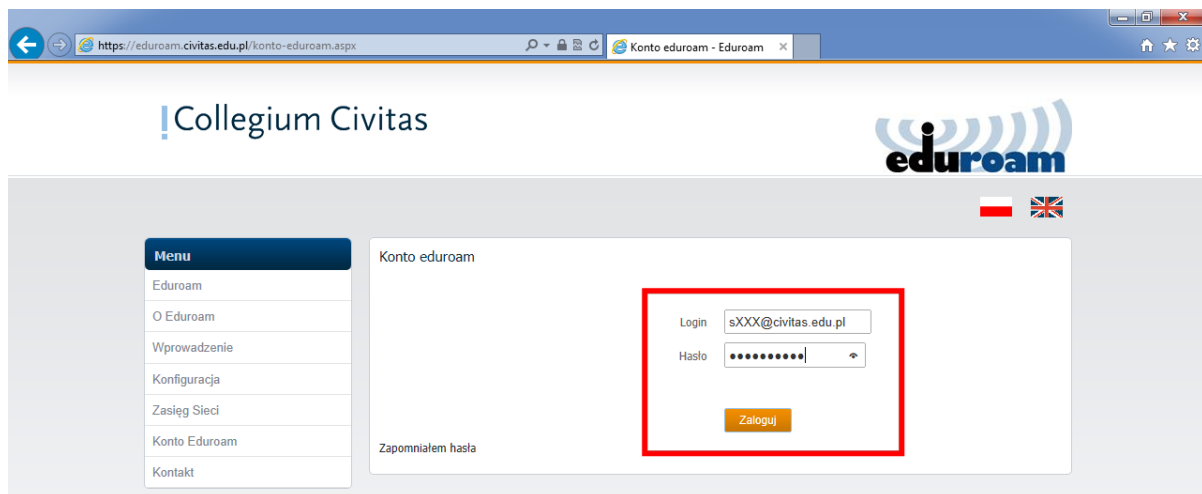 https://eduroam.civitas.edu.pl/konto-eduroam.aspx
Konto eduroam - Eduroam
Collegium Civitas
eduroam
Menu
Eduroam
O Eduroam
Wprowadzenie
Konfiguracja
Zasięg Sieci
Konto Eduroam
Kontakt
Konto eduroam
Login sXXX@civitas.edu.pl
Hasło ••••••••••
Zaloguj
Zapomniałem hasła